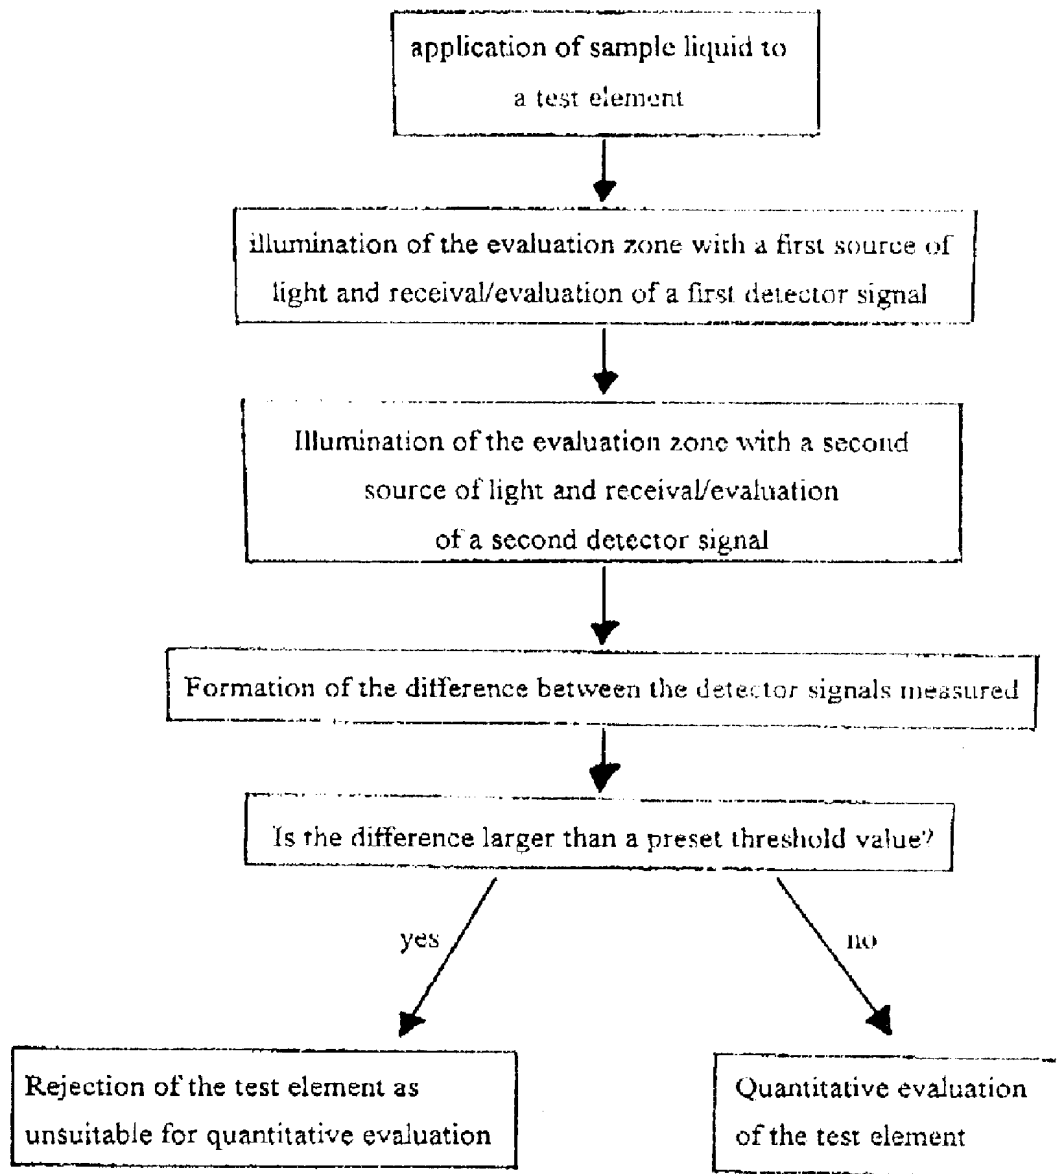 application of sample liquid to
a test element
illumination of the evaluation zone with a first source of
light and receival/evaluation of a first detector signal
Illumination of the evaluation zone with a second
source of light and receival/evaluation
of a second detector signal
Formation of the difference between the detector signals measured
Is the difference larger than a preset threshold value?
yes
no
Rejection of the test element as
unsuitable for quantitative evaluation
Quantitative evaluation
of the test element